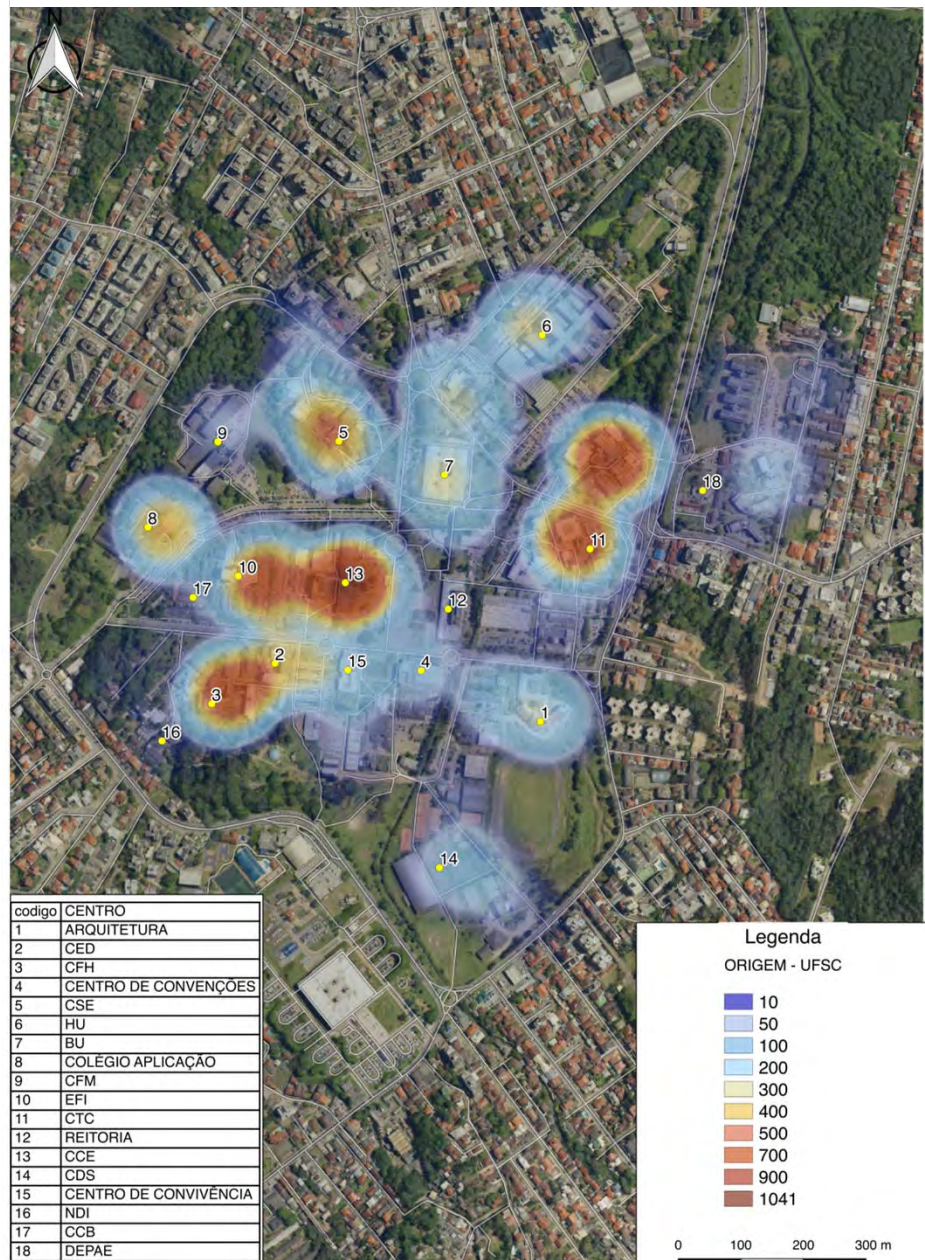 N
6
5
7
9
18
8
11
10
13
17
12
2
15
4
3
1
16
14
codigo CENTRO
1 ARQUITETURA
2 CED
3 CFH
4 CENTRO DE CONVENÇÕES
5 CSE
6 HU
7 BU
8 COLÉGIO APLICAÇÃO
9 CFM
10 EFI
11 CTC
12 REITORIA
13 CCE
14 CDS
15 CENTRO DE CONVIVÊNCIA
16 NDI
17 CCB
18 DEPAE
Legenda
ORIGEM - UFSC
10
50
100
200
300
400
500
700
900
1041
0 100 200 300 m